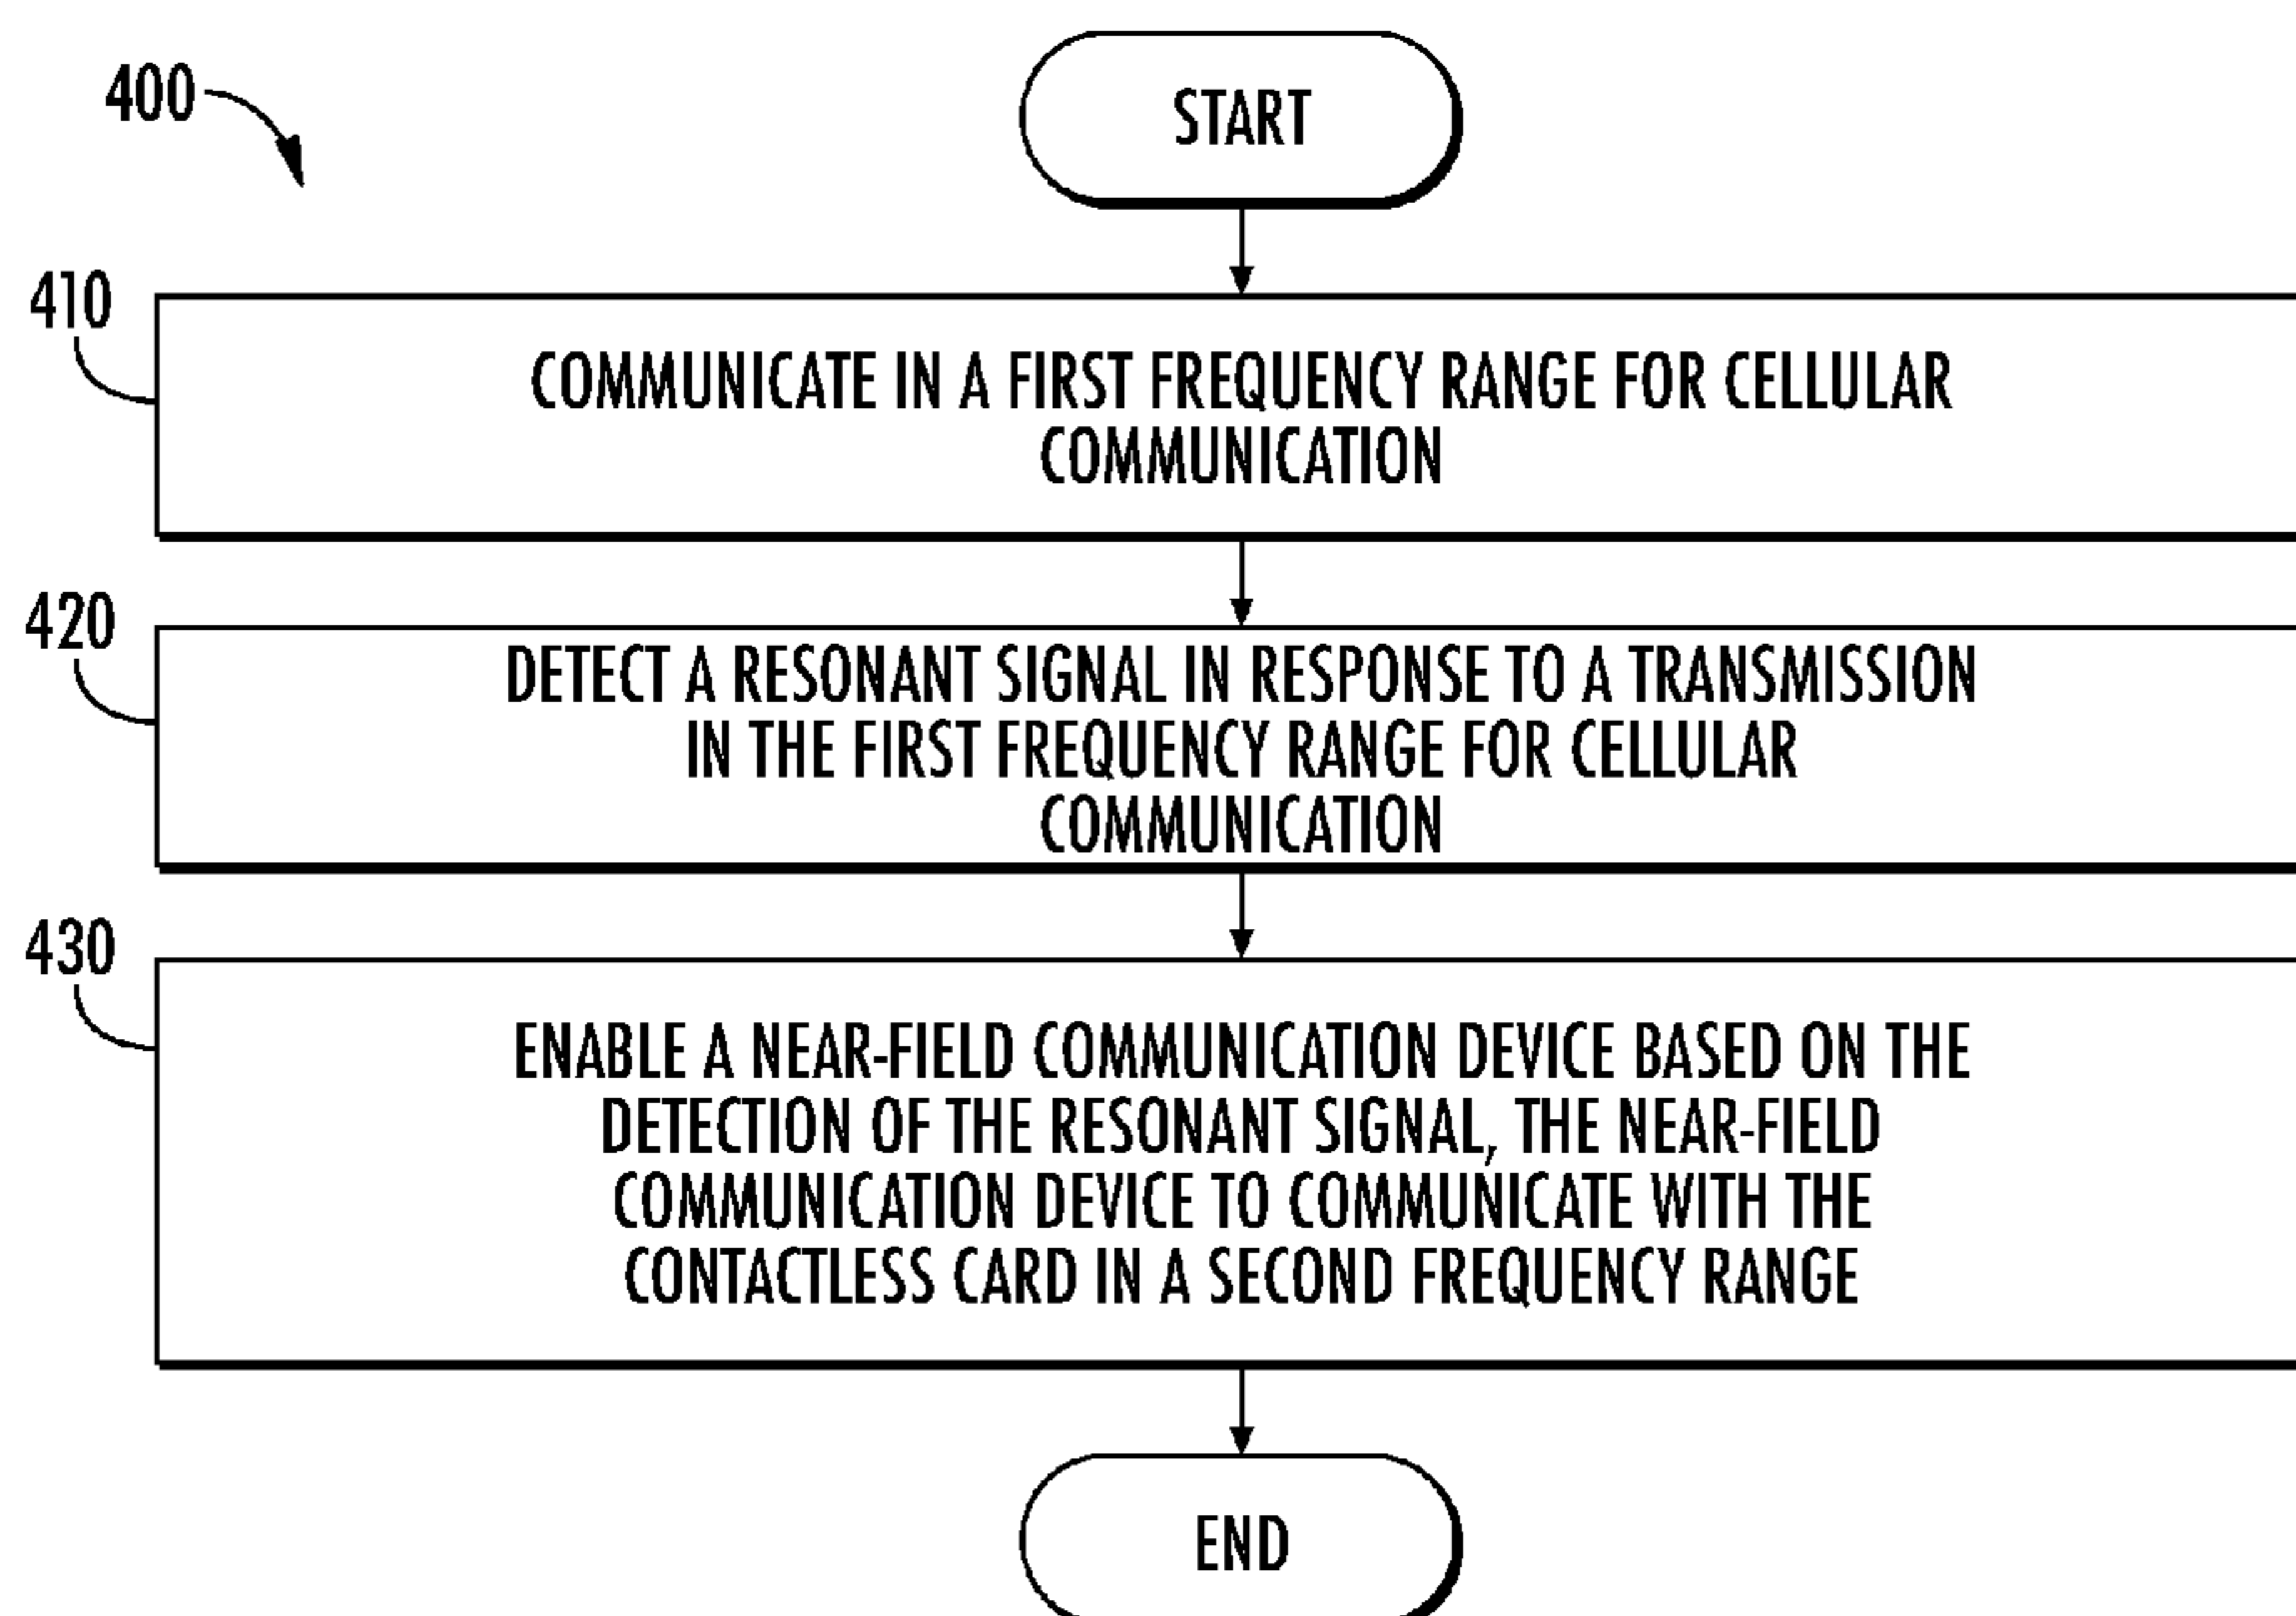 400
START
410
COMMUNICATE IN A FIRST FREQUENCY RANGE FOR CELLULAR
COMMUNICATION
420
DETECT A RESONANT SIGNAL IN RESPONSE TO A TRANSMISSION
IN THE FIRST FREQUENCY RANGE FOR CELLULAR
COMMUNICATION
430
ENABLE A NEAR-FIELD COMMUNICATION DEVICE BASED ON THE
DETECTION OF THE RESONANT SIGNAL, THE NEAR-FIELD
COMMUNICATION DEVICE TO COMMUNICATE WITH THE
CONTACTLESS CARD IN A SECOND FREQUENCY RANGE
END